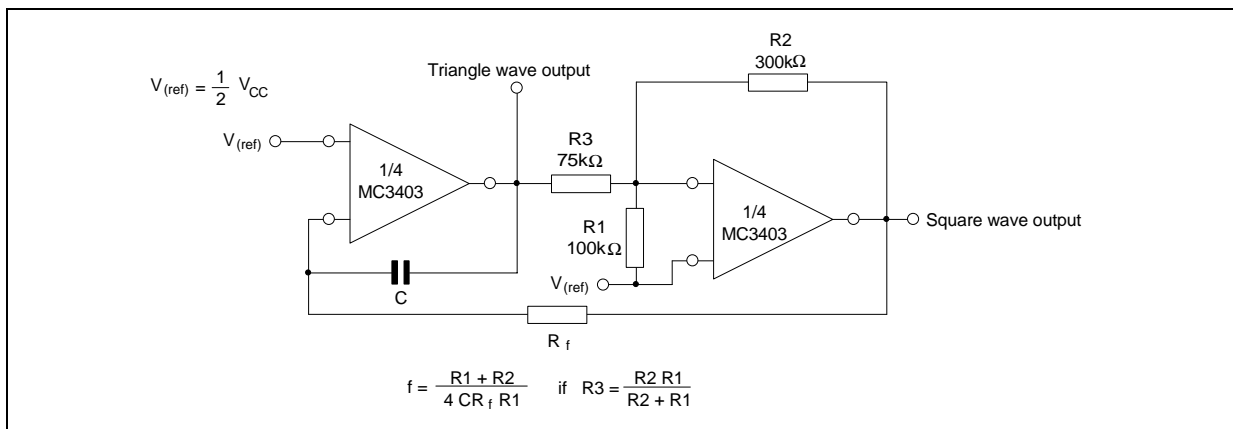 R2
300kΩ
Triangle wave output
V(ref) = 1/2 VCC
V(ref)
R3
75kΩ
1/4
MC3403
1/4
MC3403
Square wave output
R1
100kΩ
V(ref)
C
R f
f = R1 + R2 / 4 CR f R1 if R3 = R2 R1 / R2 + R1